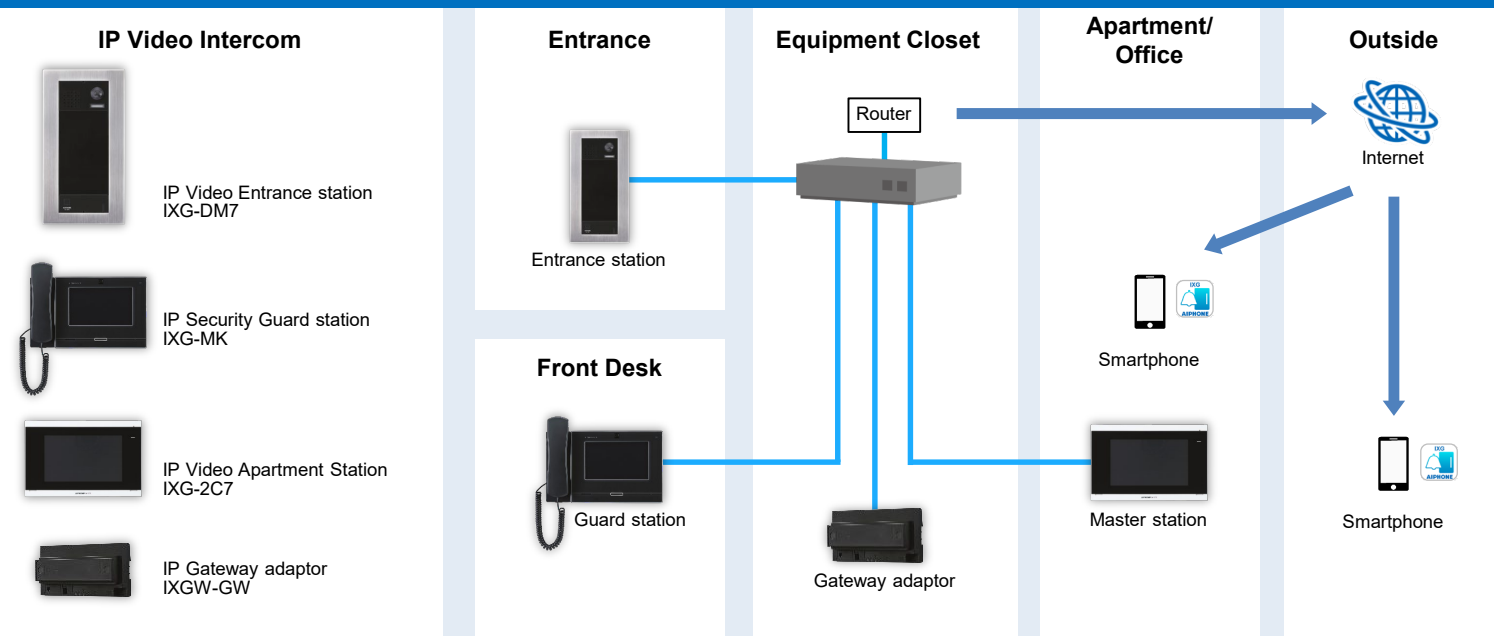 IP Video Intercom
IP Video Entrance station
IXG-DM7
IP Security Guard station
IXG-MK
IP Video Apartment Station
IXG-2C7
IP Gateway adaptor
IXGW-GW
Entrance
Entrance station
Front Desk
Guard station
Equipment Closet
Router
Gateway adaptor
Apartment/
Office
IXG
AIPHONE
Smartphone
Master station
Outside
Internet
IXG
AIPHONE
Smartphone